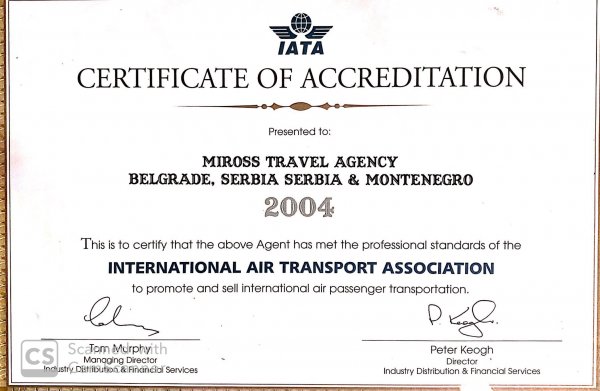 IATA
CERTIFICATE OF ACCREDITATION
Presented to:
MIROSS TRAVEL AGENCY
BELGRADE, SERBIA SERBIA & MONTENEGRO
2004
This is to certify that the above Agent has met the professional standards of the
INTERNATIONAL AIR TRANSPORT ASSOCIATION
to promote and sell international air passenger transportation.
P. Keogh
Tom Murphy
Managing Director
Industry Distribution & Financial Services
Peter Keogh
Director
Industry Distribution & Financial Services
CS Scanned with